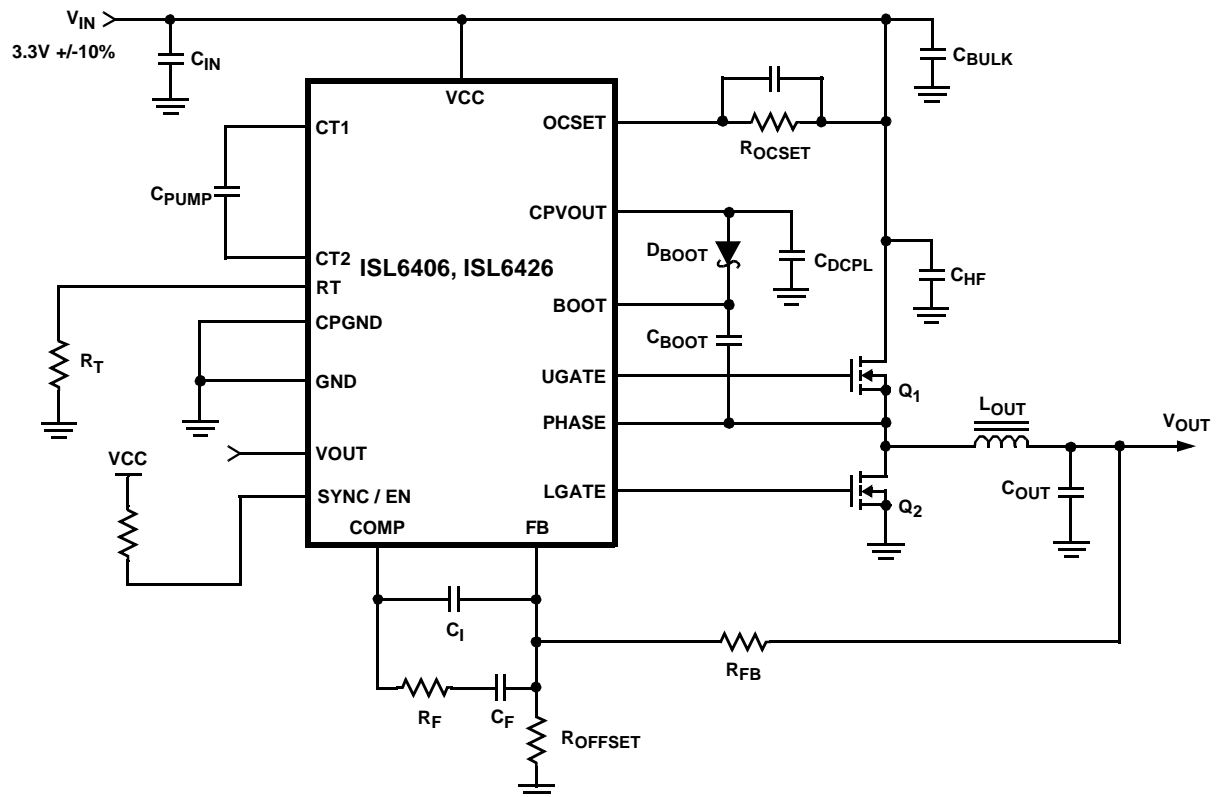 VIN
3.3V +/-10%
CIN
CBULK
VCC
CT1
OCSET
ROCSET
CPUMP
CPVOUT
DBOOT
CDCPL
CT2
ISL6406, ISL6426
CHF
RT
BOOT
CPGND
CBOOT
RT
GND
UGATE
Q1
LOUT
PHASE
VOUT
VOUT
VCC
COUT
SYNC / EN
LGATE
Q2
COMP
FB
CI
RFB
RF
CF
ROFFSET